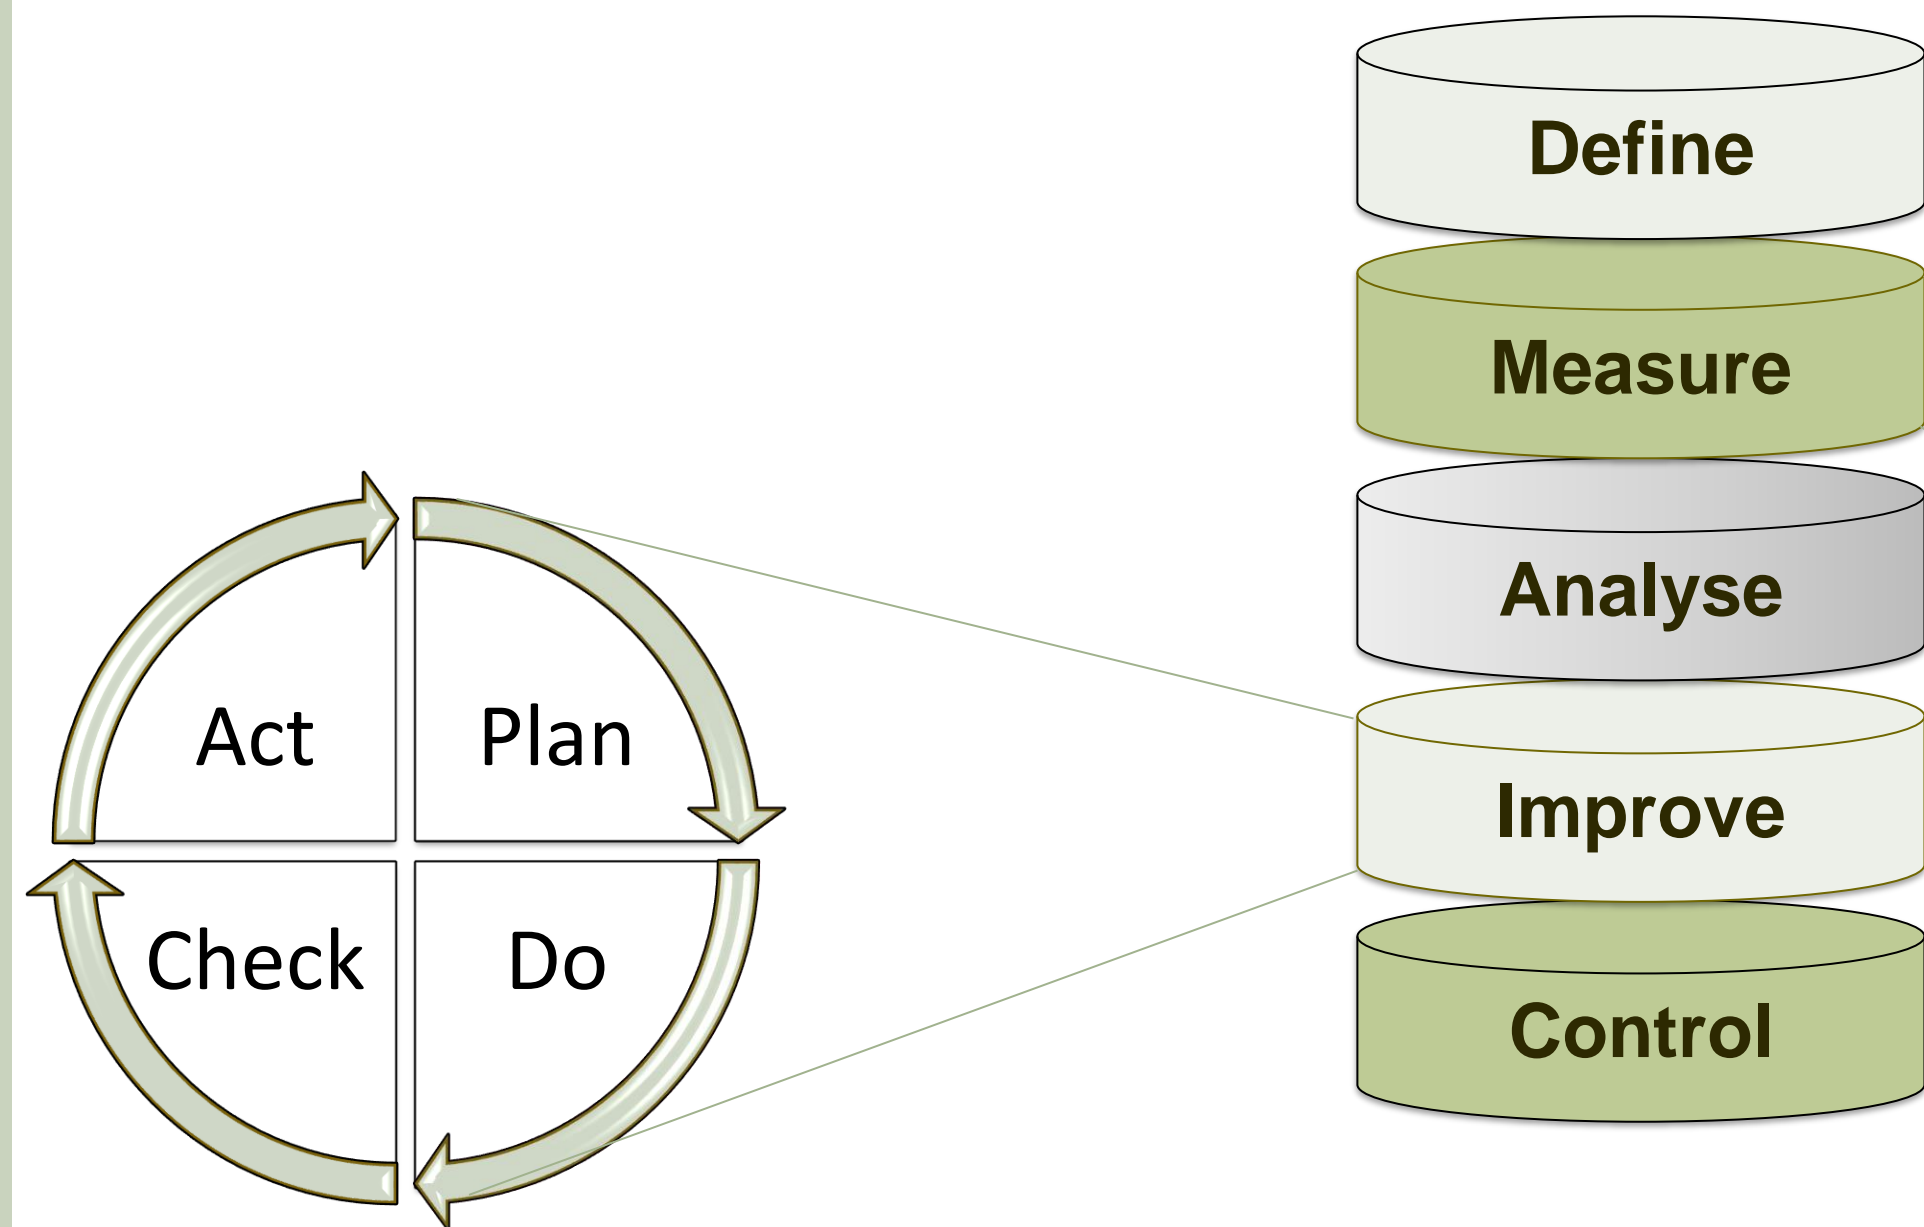 Define
Measure
Analyse
Improve
Control
Act
Plan
Check
Do